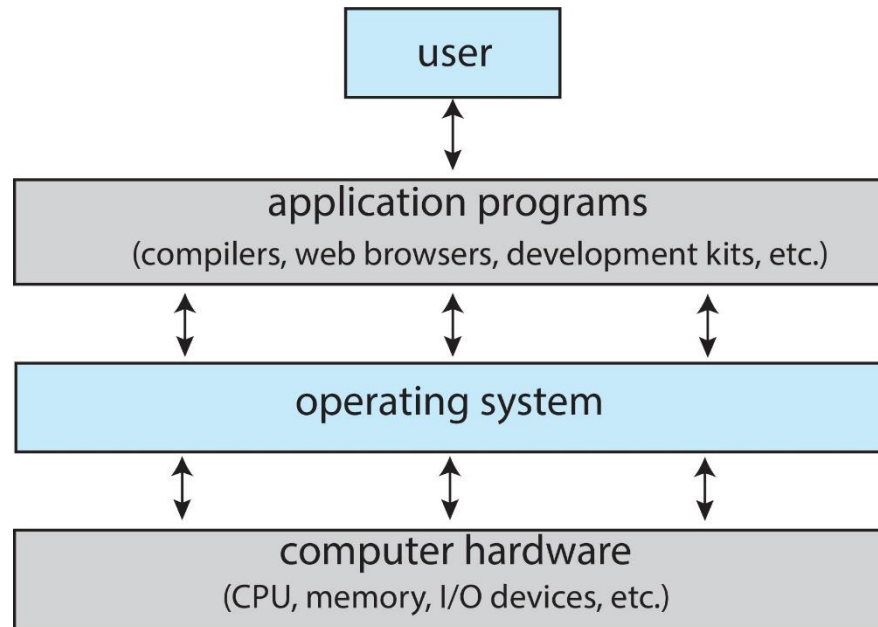 user
application programs
(compilers, web browsers, development kits, etc.)
operating system
computer hardware
(CPU, memory, I/O devices, etc.)